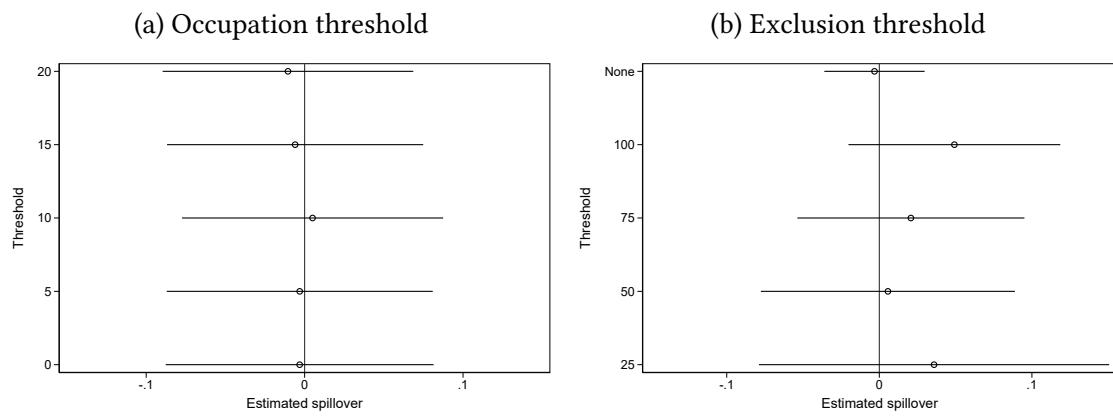 (a) Occupation threshold
20
15
10
5
0
Threshold
-.1 0 .1
Estimated spillover
(b) Exclusion threshold
None
100
75
50
25
Threshold
-.1 0 .1
Estimated spillover